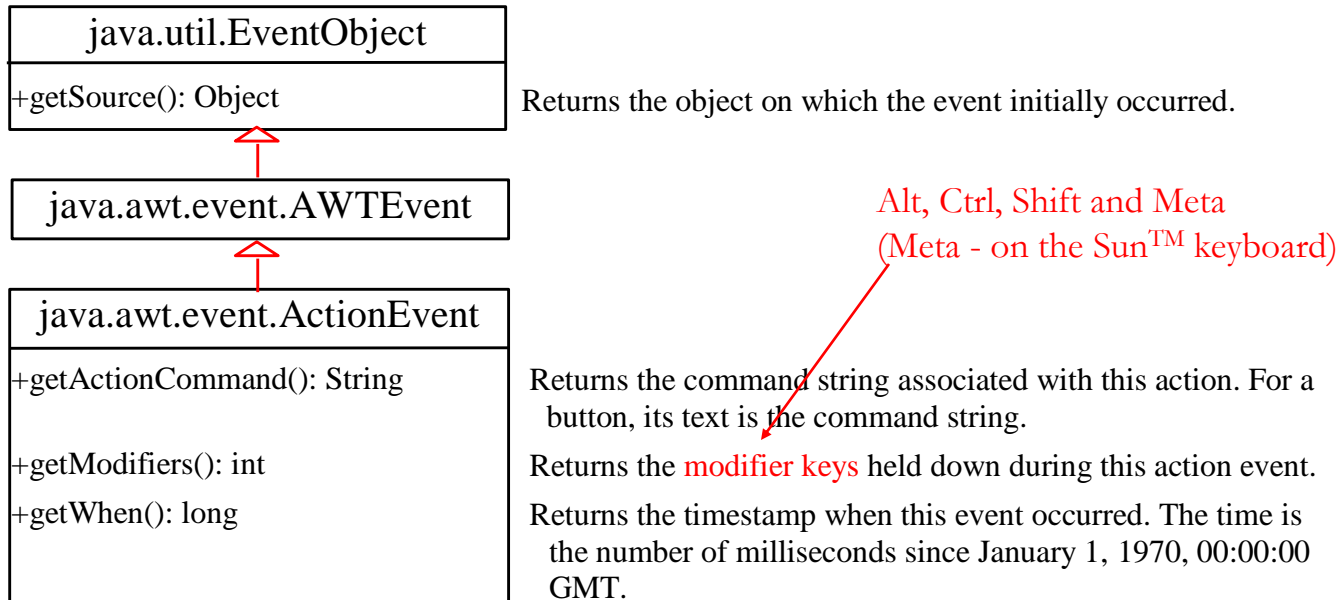 java.util.EventObject
+getSource(): Object
Returns the object on which the event initially occurred.
java.awt.event.AWTEvent
Alt, Ctrl, Shift and Meta
(Meta - on the Sun™ keyboard)
java.awt.event.ActionEvent
+getActionCommand(): String
Returns the command string associated with this action. For a
button, its text is the command string.
+getModifiers(): int
Returns the modifier keys held down during this action event.
+getWhen(): long
Returns the timestamp when this event occurred. The time is
the number of milliseconds since January 1, 1970, 00:00:00
GMT.